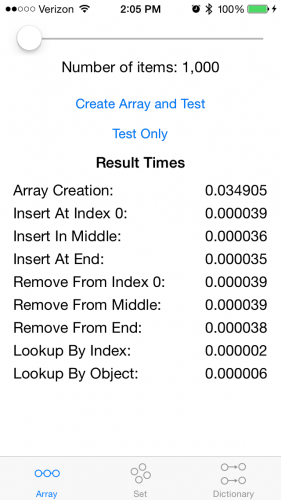 Verizon 2:05 PM 100%
Number of items: 1,000
Create Array and Test
Test Only
Result Times
Array Creation: 0.034905
Insert At Index 0: 0.000039
Insert In Middle: 0.000036
Insert At End: 0.000035
Remove From Index 0: 0.000039
Remove From Middle: 0.000039
Remove From End: 0.000038
Lookup By Index: 0.000002
Lookup By Object: 0.000006
Array Set Dictionary